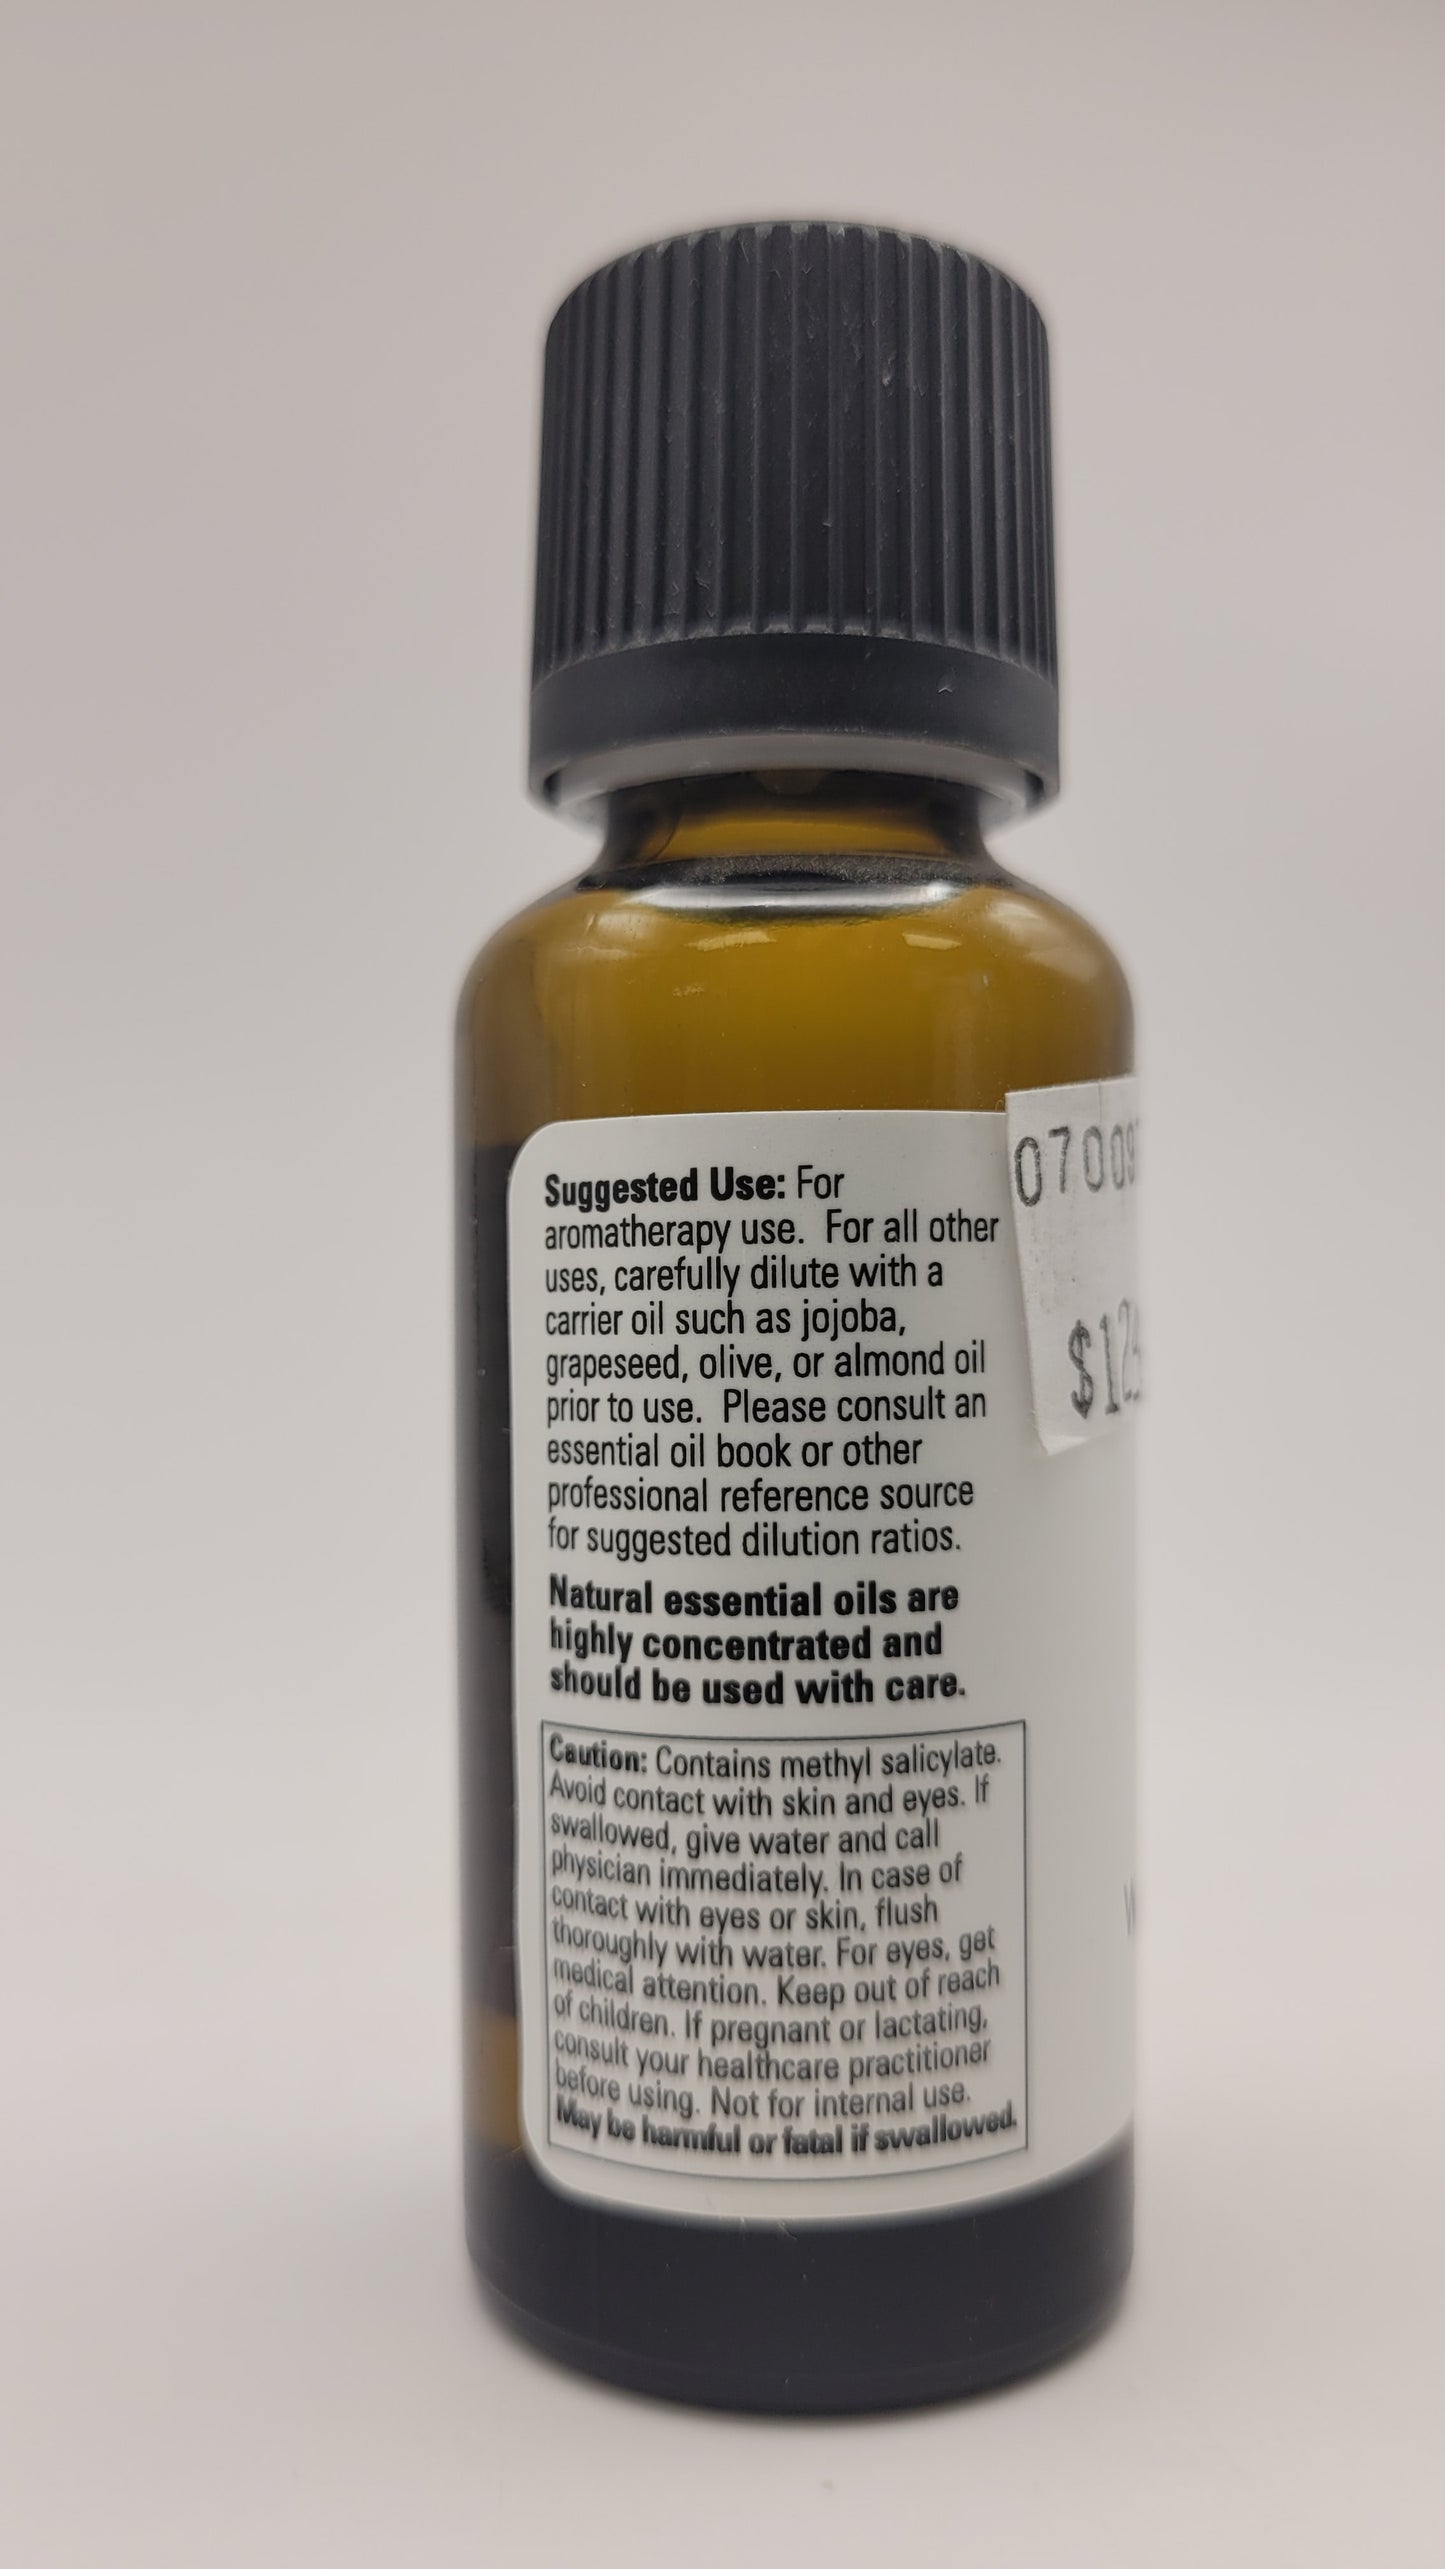 Suggested Use: For
aromatherapy use. For all other
uses, carefully dilute with a
carrier oil such as jojoba,
grapeseed, olive, or almond oil
prior to use. Please consult an
essential oil book or other
professional reference source
for suggested dilution ratios.
Natural essential oils are
highly concentrated and
should be used with care.
Caution: Contains methyl salicylate.
Avoid contact with skin and eyes. If
swallowed, give water and call
physician immediately. In case of
contact with eyes or skin, flush
thoroughly with water. For eyes, get
medical attention. Keep out of reach
of children. If pregnant or lactating,
consult your healthcare practitioner
before using. Not for internal use.
May be harmful or fatal if swallowed.
07009
$12